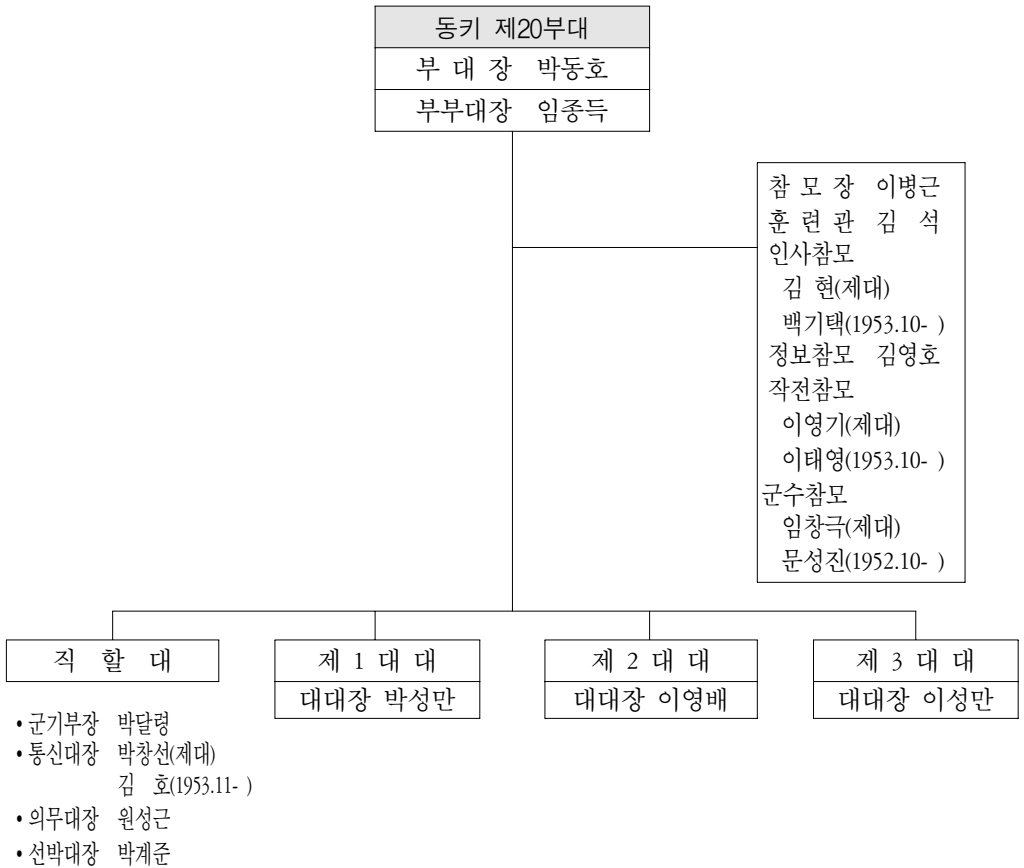 동키 제20부대
부 대 장 박동호
부부대장 임종득
참 모 장 이병근
훈 련 관 김 석
인사참모
김 현(제대)
백기택(1953.10- )
정보참모 김영호
작전참모
이영기(제대)
이태영(1953.10- )
군수참모
임창극(제대)
문성진(1952.10- )
직 할 대
• 군기부장 박달령
• 통신대장 박창선(제대)
김 호(1953.11- )
• 의무대장 원성근
• 선박대장 박계준
제 1 대 대
대대장 박성만
제 2 대 대
대대장 이영배
제 3 대 대
대대장 이성만